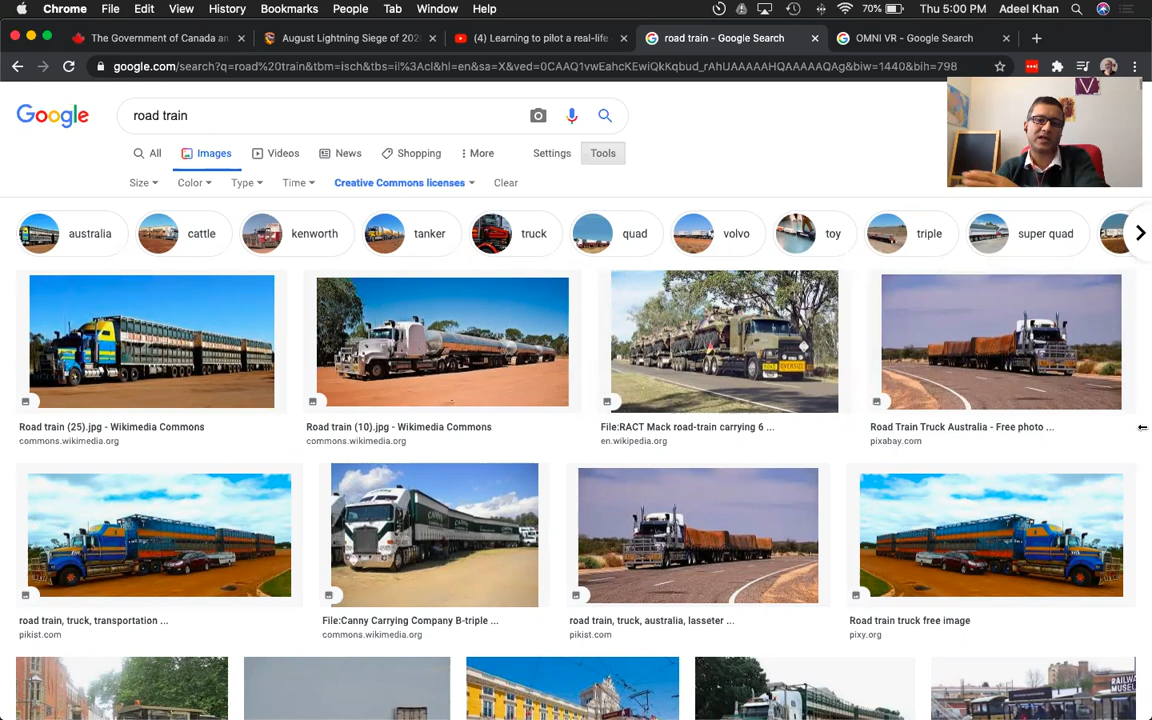 Chrome File Edit View History Bookmarks People Tab Window Help 70% Thu 5:00 PM Adeel Khan
The Government of Canada an
August Lightning Siege of 202
(4) Learning to pilot a real-life
road train - Google Search
OMNI VR - Google Search
google.com/search?q=road%20train&tbm=isch&tbs=il%3Acl&hl=en&sa=X&ved=0CAAQ1vwEahcKEwiQkKqbud_rAhUAAAAAHQAAAAAQAg&biw=1440&bih=798
Google
road train
All Images Videos News Shopping More Settings Tools
Size Color Type Time Creative Commons licenses Clear
australia cattle kenworth tanker truck quad volvo toy triple super quad
OVERSIZE
Road train (25).jpg - Wikimedia Commons
commons.wikimedia.org
Road train (10).jpg - Wikimedia Commons
commons.wikimedia.org
File:RACT Mack road-train carrying 6 ...
en.wikipedia.org
Road Train Truck Australia - Free photo ...
pixabay.com
CANNY
road train, truck, transportation ...
pikist.com
File:Canny Carrying Company B-triple ...
commons.wikimedia.org
road train, truck, australia, lasseter ...
pikist.com
Road train truck free image
pixy.org
RAILWAY
MUSEUM